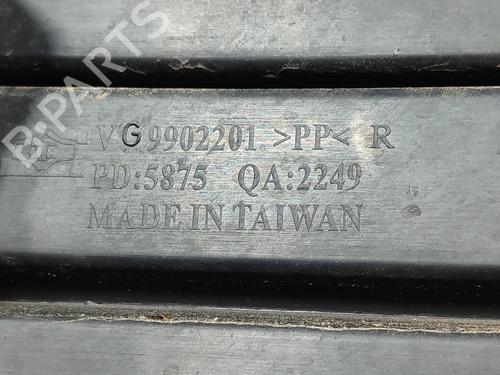 B-PARTS
VG9902201 >PP< R
PD:5875 QA:2249
MADE IN TAIWAN